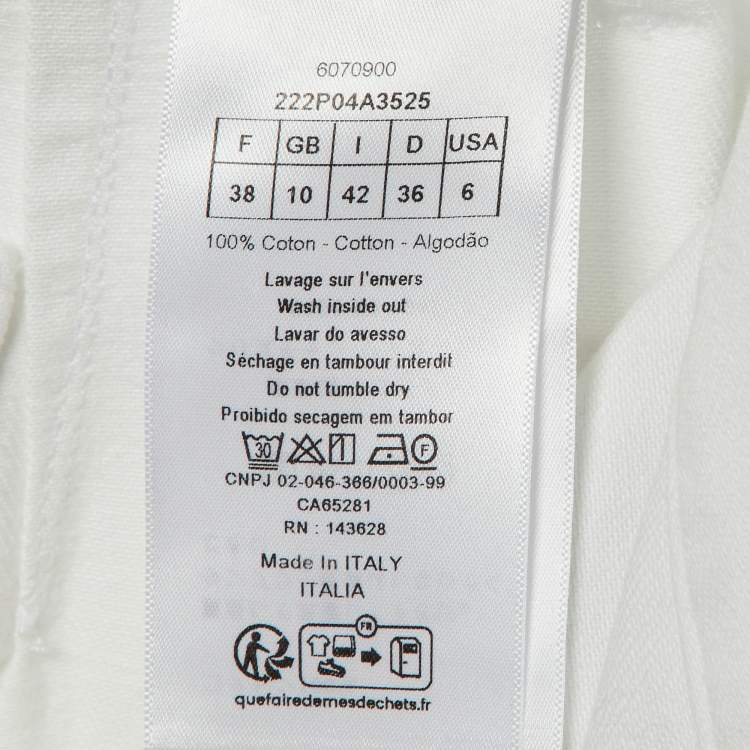 6070900
222P04A3525
F GB I D USA
38 10 42 36 6
100% Coton - Cotton - Algodão
Lavage sur l'envers
Wash inside out
Lavar do avesso
Séchage en tambour interdit
Do not tumble dry
Proibido secagem em tambor
30 F
CNPJ 02-046-366/0003-99
CA65281
RN : 143628
Made In ITALY
ITALIA
FR
quefairedemesdechets.fr